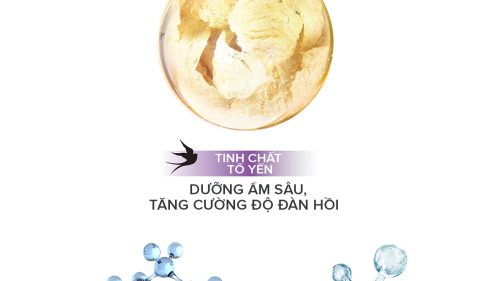 TINH CHẤT
TỔ YẾN
DƯỠNG ẨM SÂU,
TĂNG CƯỜNG ĐỘ ĐÀN HỒI